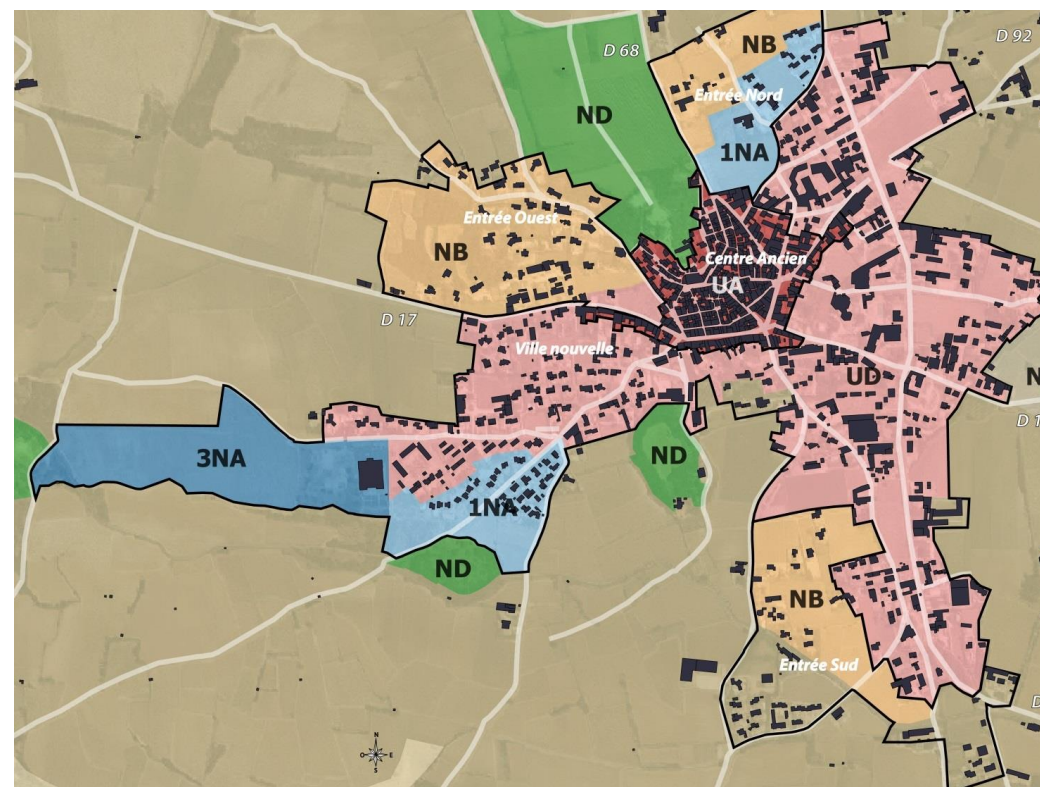 D 68
NB
D 92
Entrée Nord
ND
1NA
Entrée Ouest
NB
Centre Ancien
UA
D 17
Ville nouvelle
UD
N
D 1
3NA
ND
1NA
ND
NB
Entrée Sud
D
N
O
E
S